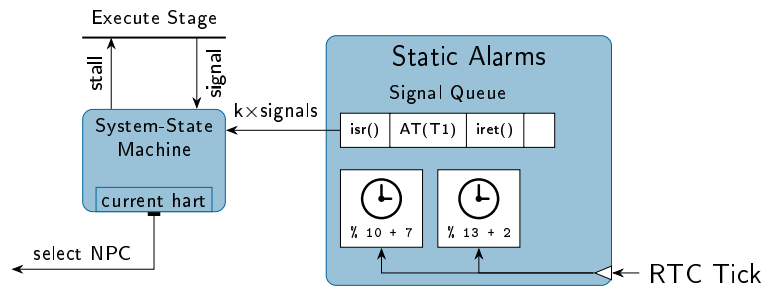 Execute Stage
stall
signal
System-State
Machine
current hart
select NPC
k×signals
Static Alarms
Signal Queue
isr() AT(T1) iret()
% 10 + 7 % 13 + 2
RTC Tick